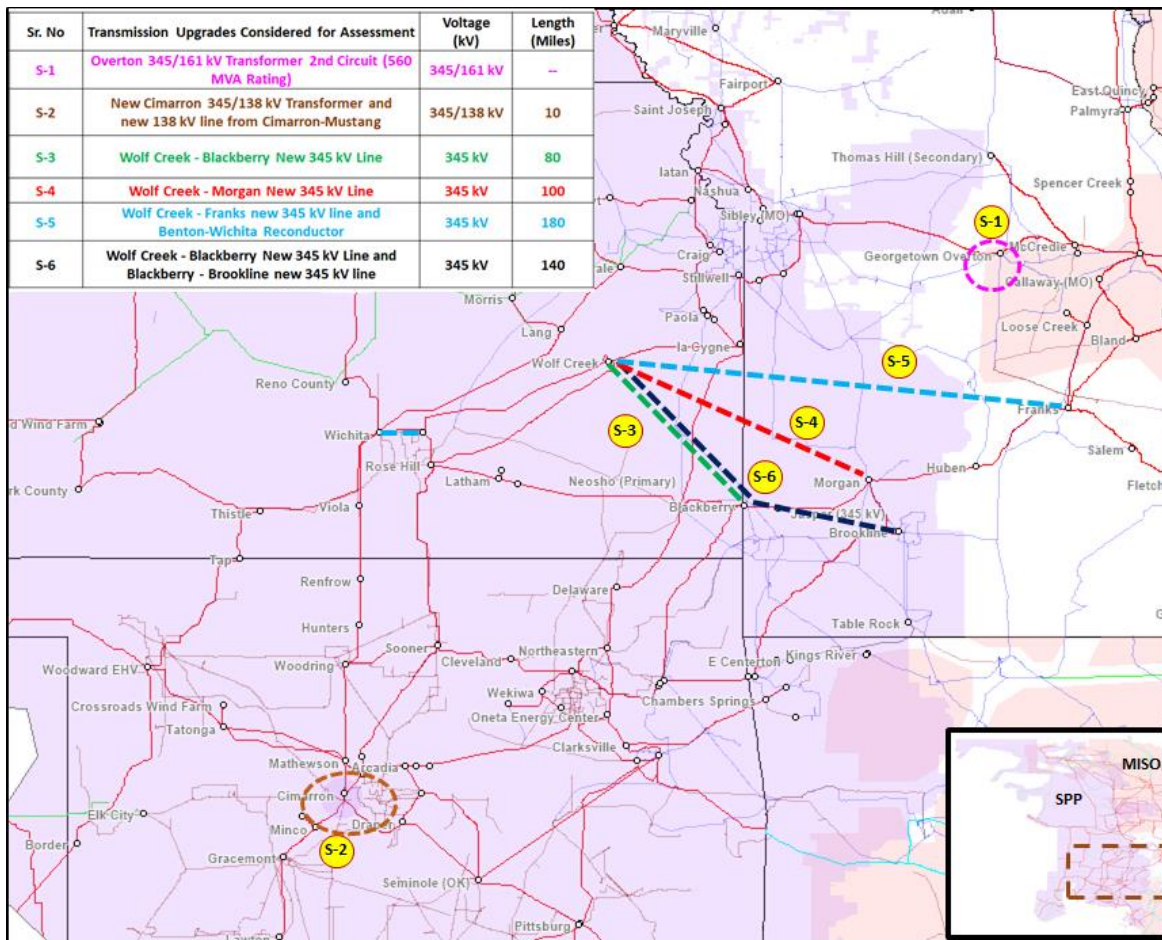 Sr. No
Transmission Upgrades Considered for Assessment
Voltage
(kV)
Length
(Miles)
S-1
Overton 345/161 kV Transformer 2nd Circuit (560
MVA Rating)
345/161 kV
--
S-2
New Cimarron 345/138 kV Transformer and
new 138 kV line from Cimarron-Mustang
345/138 kV
10
S-3
Wolf Creek - Blackberry New 345 kV Line
345 kV
80
S-4
Wolf Creek - Morgan New 345 kV Line
345 kV
100
S-5
Wolf Creek - Franks new 345 kV line and
Benton-Wichita Reconductor
345 kV
180
S-6
Wolf Creek - Blackberry New 345 kV Line and
Blackberry - Brookline new 345 kV line
345 kV
140
Maryville
Fairport
East Quincy
Palmyra
Saint Joseph
Thomas Hill (Secondary)
Iatan
Nashua
Spencer Creek
Sibley (MO)
S-1
McCredie
Craig
Georgetown Overton
Stilwell
Callaway (MO)
Morris
Paola
Loose Creek
Lang
Bland
la Cygne
Wolf Creek
S-5
Reno County
Franks
d Wind Farm
S-4
Wichita
S-3
Salem
Rose Hill
Huben
Latham
Neosho (Primary)
S-6
Morgan
Fletch
rk County
Blackberry
(345 kV)
Thistle
Viola
Brookline
Tap
Renfrow
Delaware
Table Rock
Hunters
Sooner
Northeastern
Woodward EHV
Woodring
Cleveland
E Centerton
Kings River
Wekiwa
Crossroads Wind Farm
Chambers Springs
Oneta Energy Center
Tatonga
Clarksville
Mathewson
Arcadia
Cimarron
MISO
SPP
Elk City
Minco
Draper
Border
S-2
Gracemont
Seminole (OK)
Pittsburg
Lawton